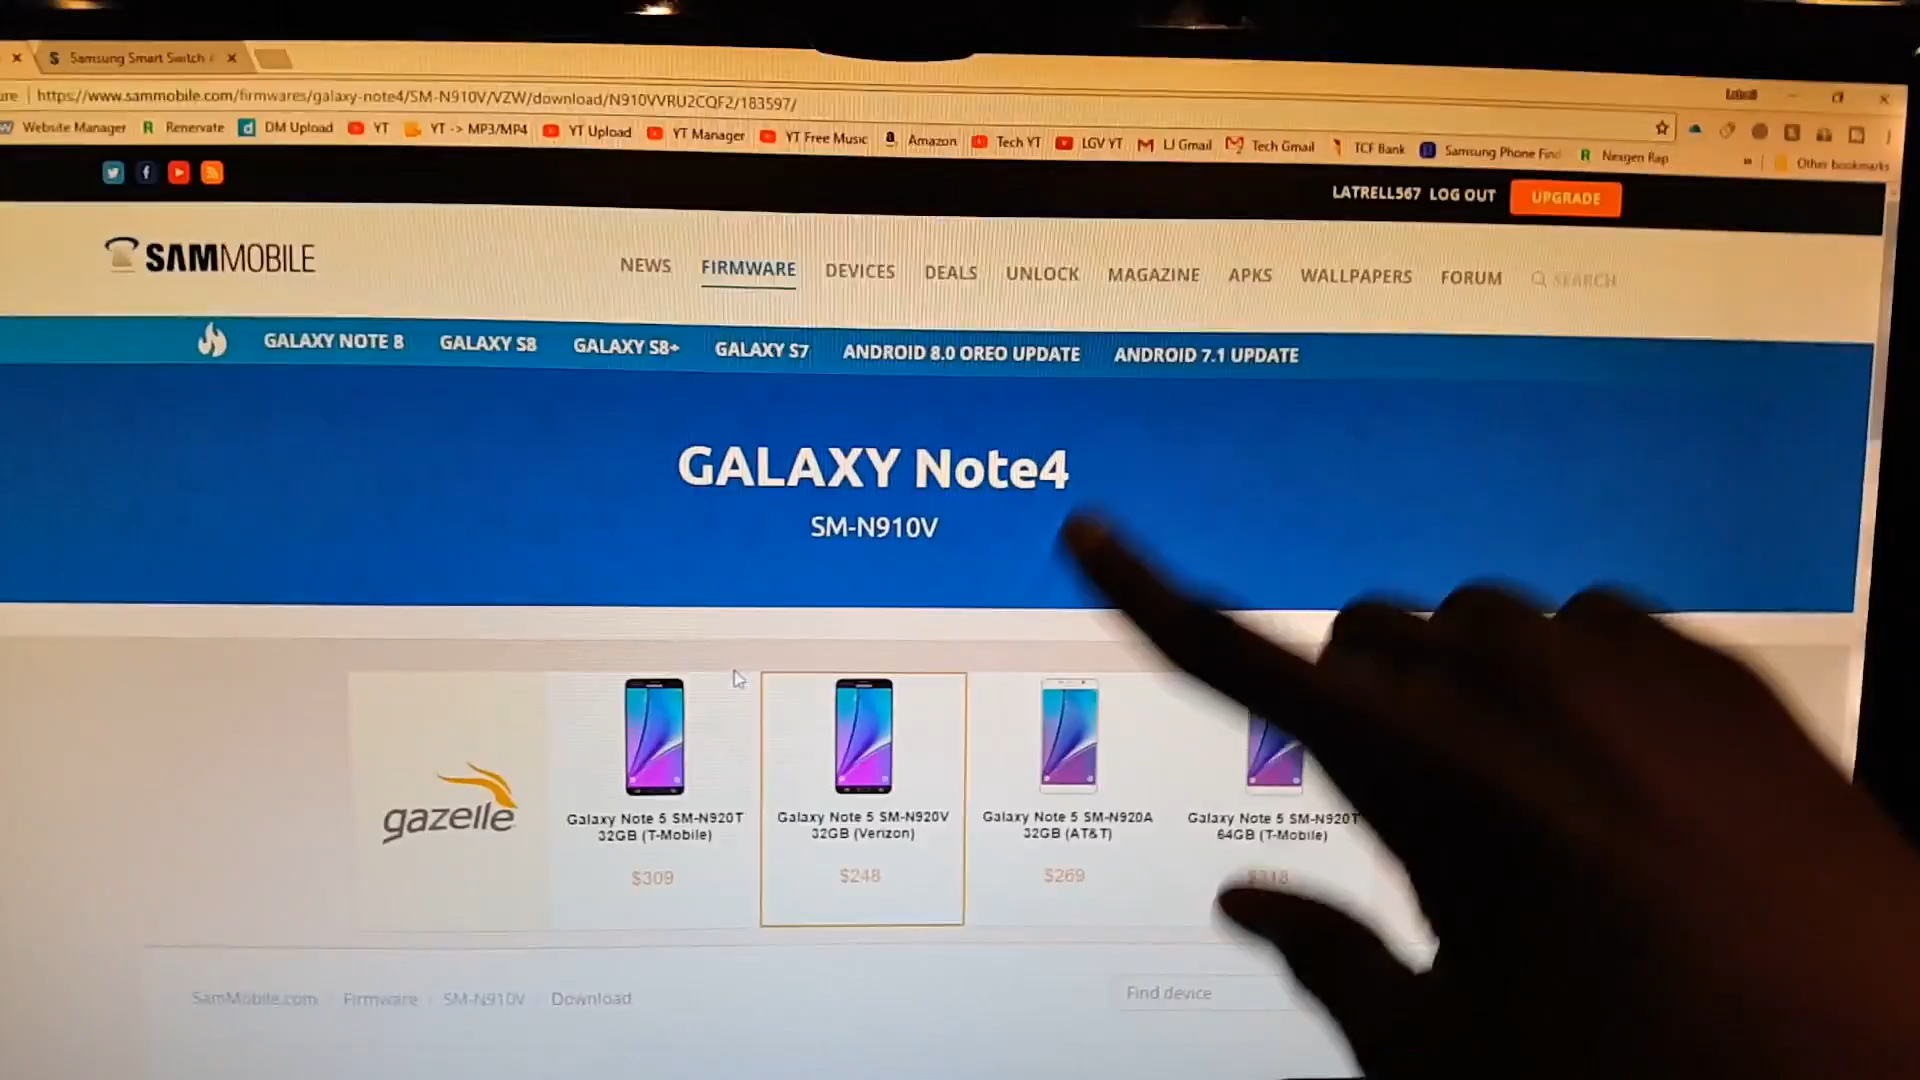 S Samsung Smart Switch
https://www.sammobile.com/firmwares/galaxy-note4/SM-N910V/VZW/download/N910VVRU2CQF2/183597/
Website Manager R Renervate d DM Upload YT YT -> MP3/MP4 YT Upload YT Manager YT Free Music a Amazon Tech YT LGV YT LJ Gmail Tech Gmail TCF Bank Samsung Phone Find R Nexgen Rap » Other bookmarks
LATRELL567 LOG OUT UPGRADE
SAMMOBILE
NEWS FIRMWARE DEVICES DEALS UNLOCK MAGAZINE APKS WALLPAPERS FORUM SEARCH
GALAXY NOTE 8 GALAXY S8 GALAXY S8+ GALAXY S7 ANDROID 8.0 OREO UPDATE ANDROID 7.1 UPDATE
GALAXY Note4
SM-N910V
gazelle
Galaxy Note 5 SM-N920T
32GB (T-Mobile)
$309
Galaxy Note 5 SM-N920V
32GB (Verizon)
$248
Galaxy Note 5 SM-N920A
32GB (AT&T)
$269
Galaxy Note 5 SM-N920T
64GB (T-Mobile)
$318
SamMobile.com / Firmware / SM-N910V / Download
Find device